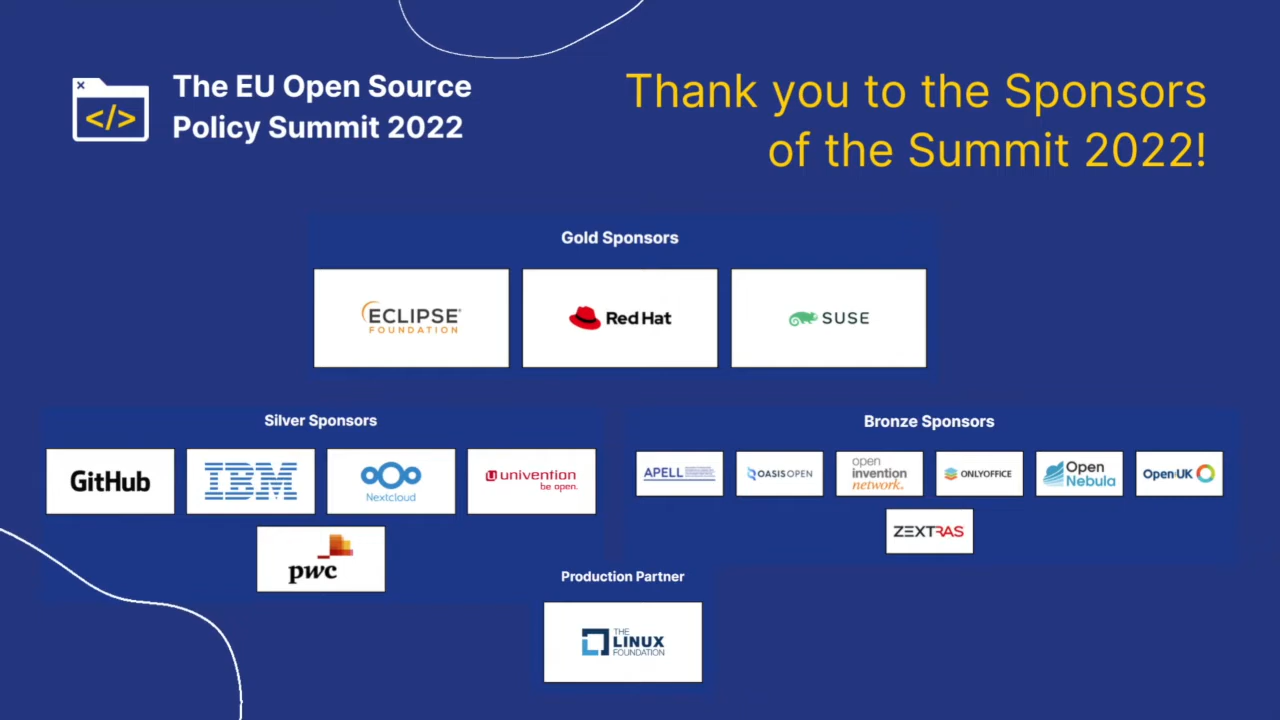 The EU Open Source
Policy Summit 2022
Thank you to the Sponsors
of the Summit 2022!
Gold Sponsors
ECLIPSE
FOUNDATION
Red Hat
SUSE
Silver Sponsors
GitHub
IBM
Nextcloud
univention
be open.
pwc
Bronze Sponsors
APELL
OASIS OPEN
open
invention
network.
ONLYOFFICE
Open
Nebula
OpenUK
ZEXTRAS
Production Partner
THE
LINUX
FOUNDATION